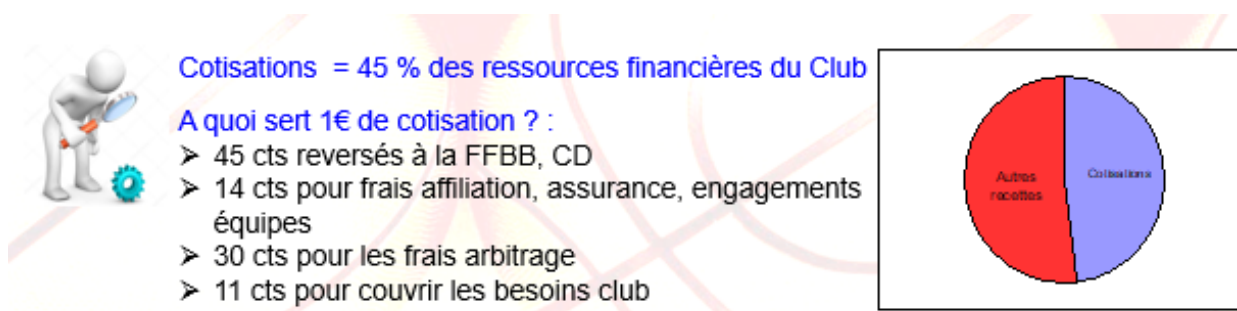 Cotisations = 45 % des ressources financières du Club
A quoi sert 1€ de cotisation ? :
➢ 45 cts reversés à la FFBB, CD
➢ 14 cts pour frais affiliation, assurance, engagements
équipes
➢ 30 cts pour les frais arbitrage
➢ 11 cts pour couvrir les besoins club
Autres
recettes
Cotisations